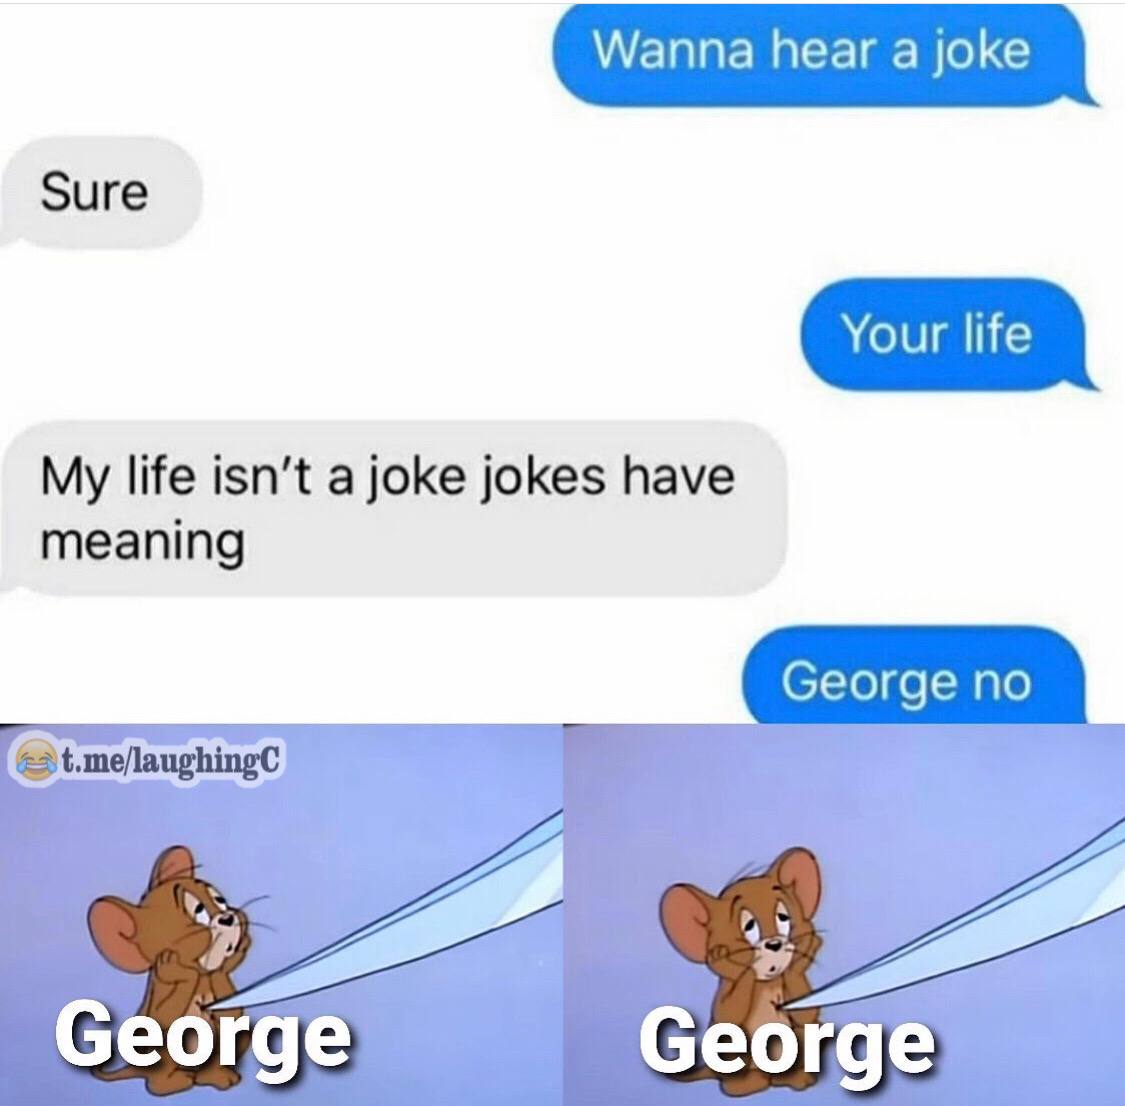 Wanna hear a joke
Sure
Your life
My life isn't a joke jokes have
meaning
George no
t.me/laughingC
George
George